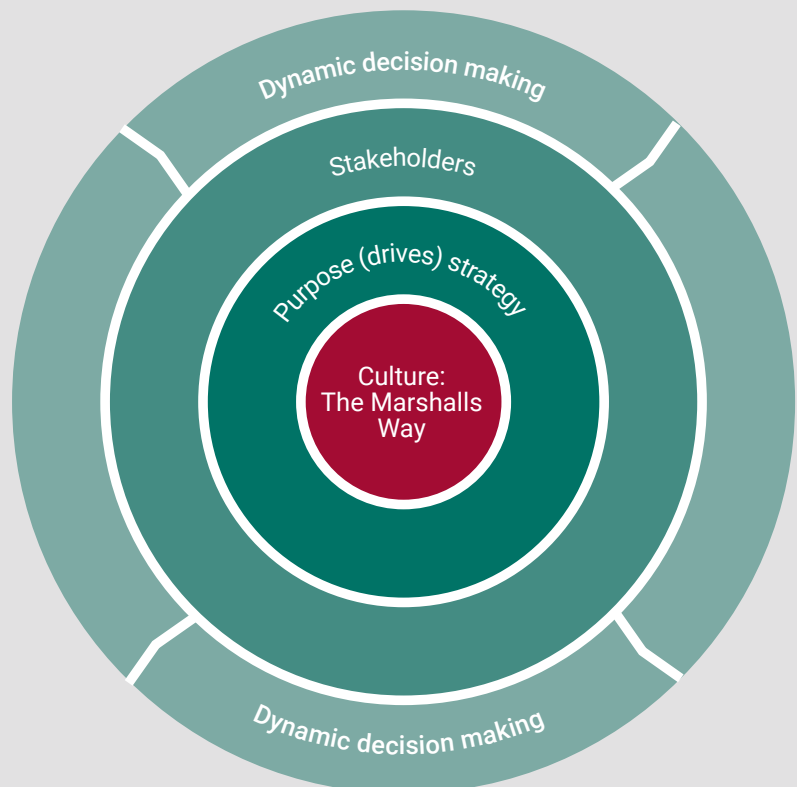 Dynamic decision making
Stakeholders
Purpose (drives) strategy
Culture:
The Marshalls
Way
Dynamic decision making